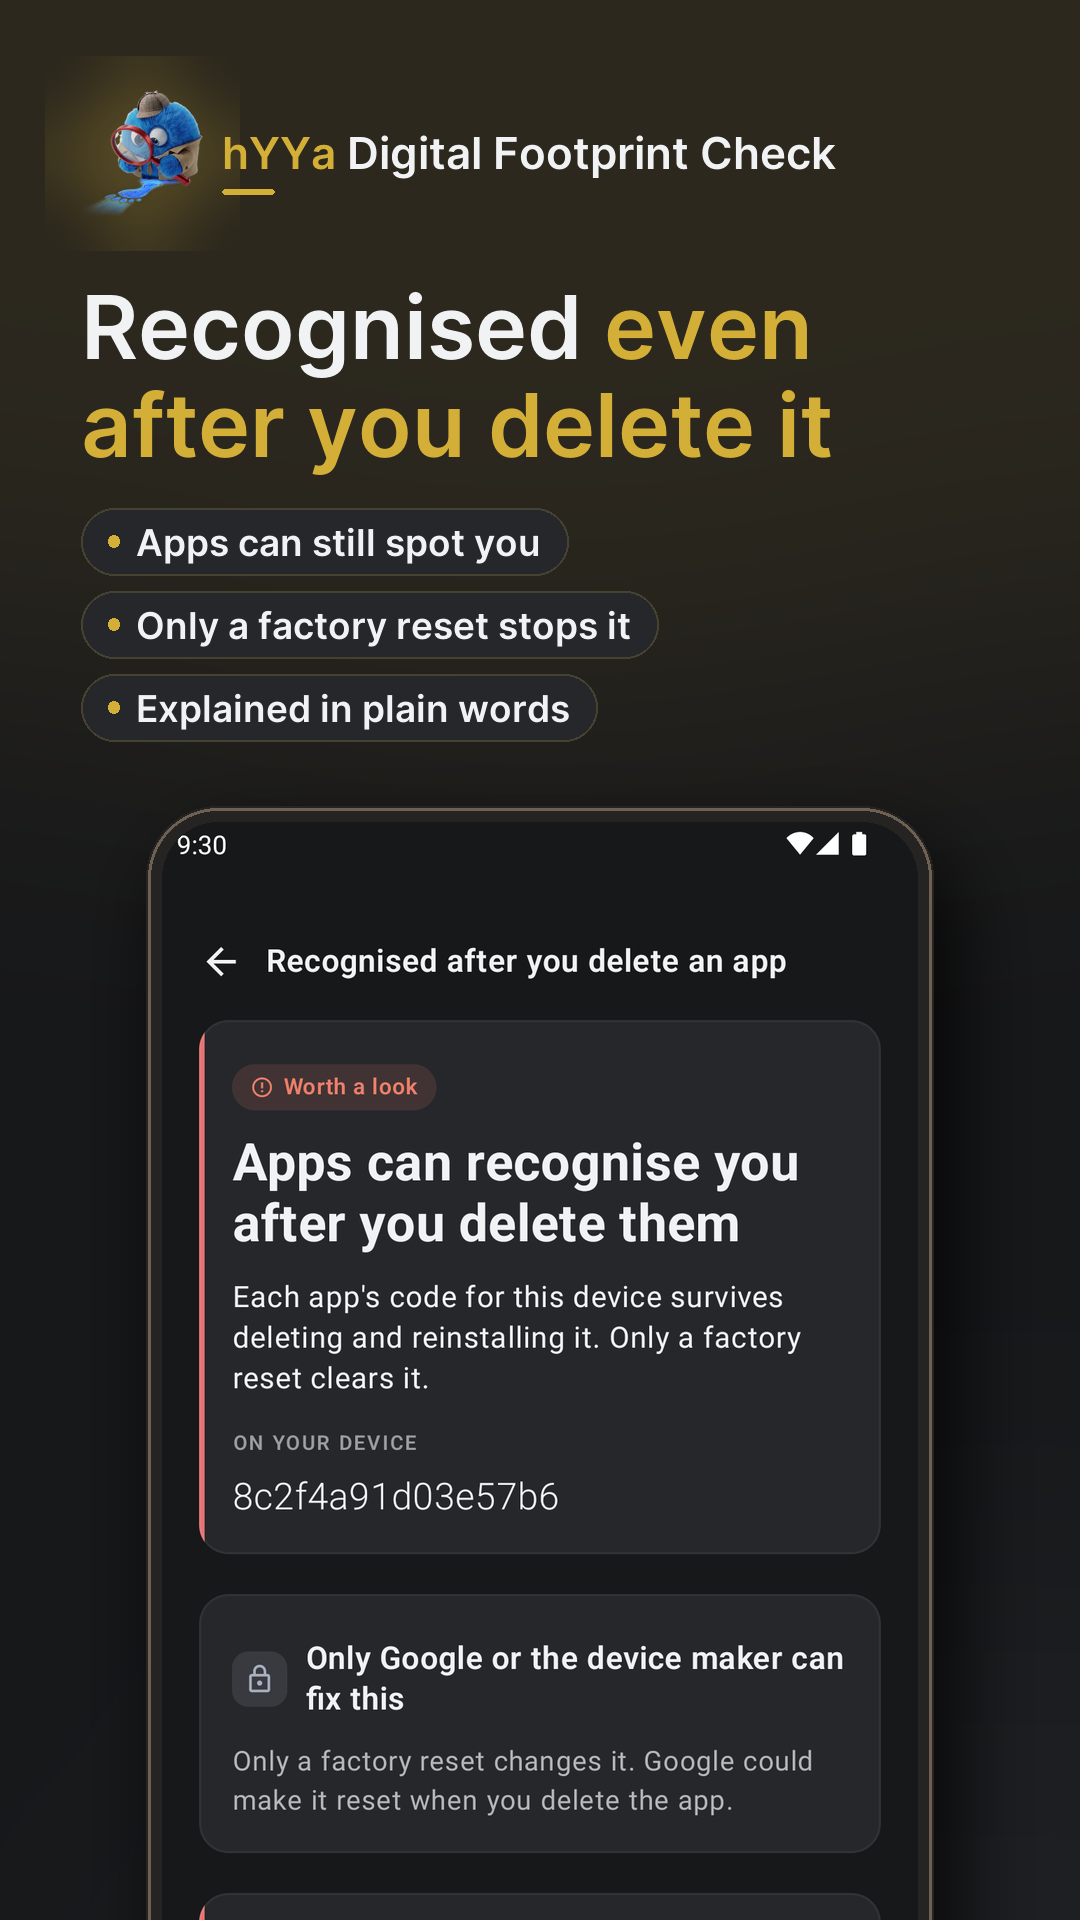 hYYa Digital Footprint Check
Recognised even
after you delete it
Apps can still spot you
Only a factory reset stops it
Explained in plain words
9:30
Recognised after you delete an app
Worth a look
Apps can recognise you
after you delete them
Each app's code for this device survives
deleting and reinstalling it. Only a factory
reset clears it.
ON YOUR DEVICE
8c2f4a91d03e57b6
Only Google or the device maker can
fix this
Only a factory reset changes it. Google could
make it reset when you delete the app.